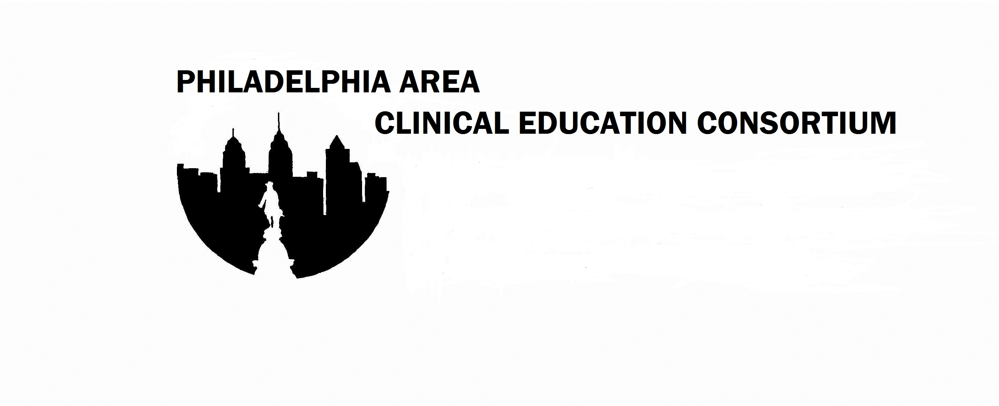 PHILADELPHIA AREA
CLINICAL EDUCATION CONSORTIUM